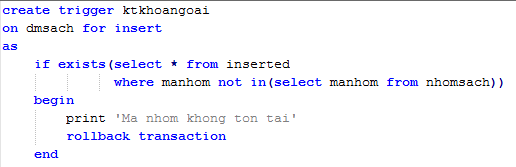 create trigger ktkhoangoai
on dmsach for insert
as
if exists(select * from inserted
where manhom not in(select manhom from nhomsach))
begin
print 'Ma nhom khong ton tai'
rollback transaction
end